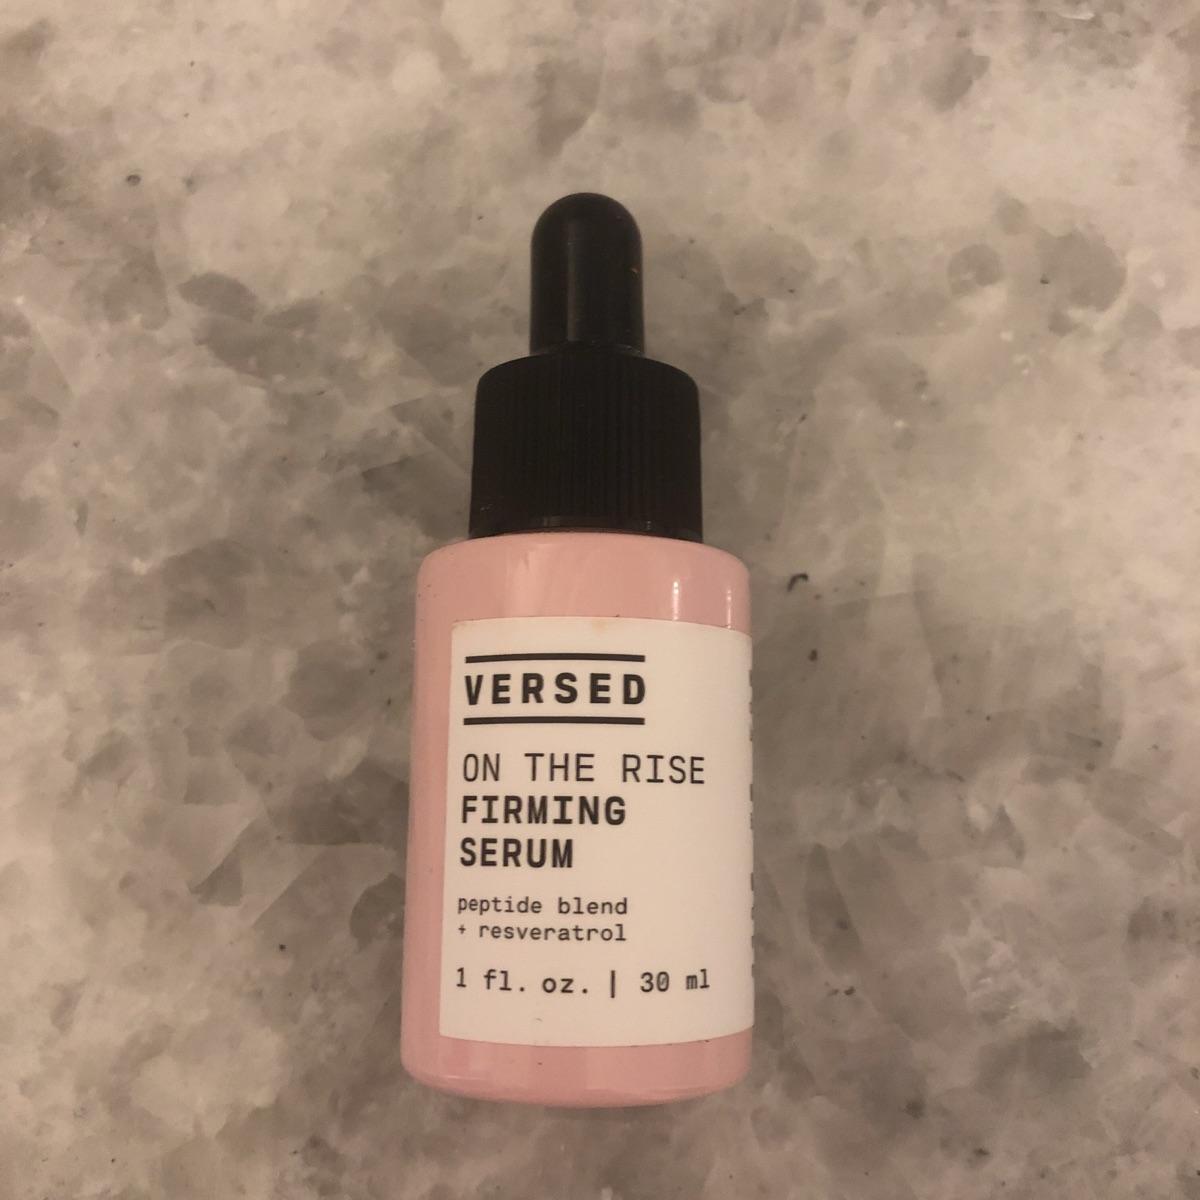 VERSED
ON THE RISE
FIRMING
SERUM
peptide blend
+ resveratrol
1 fl. oz. | 30 ml